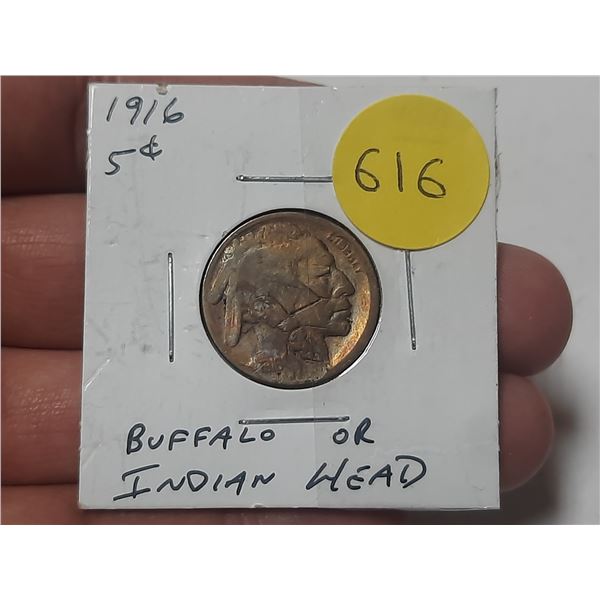 1916
5¢
616
BUFFALO OR
INDIAN HEAD